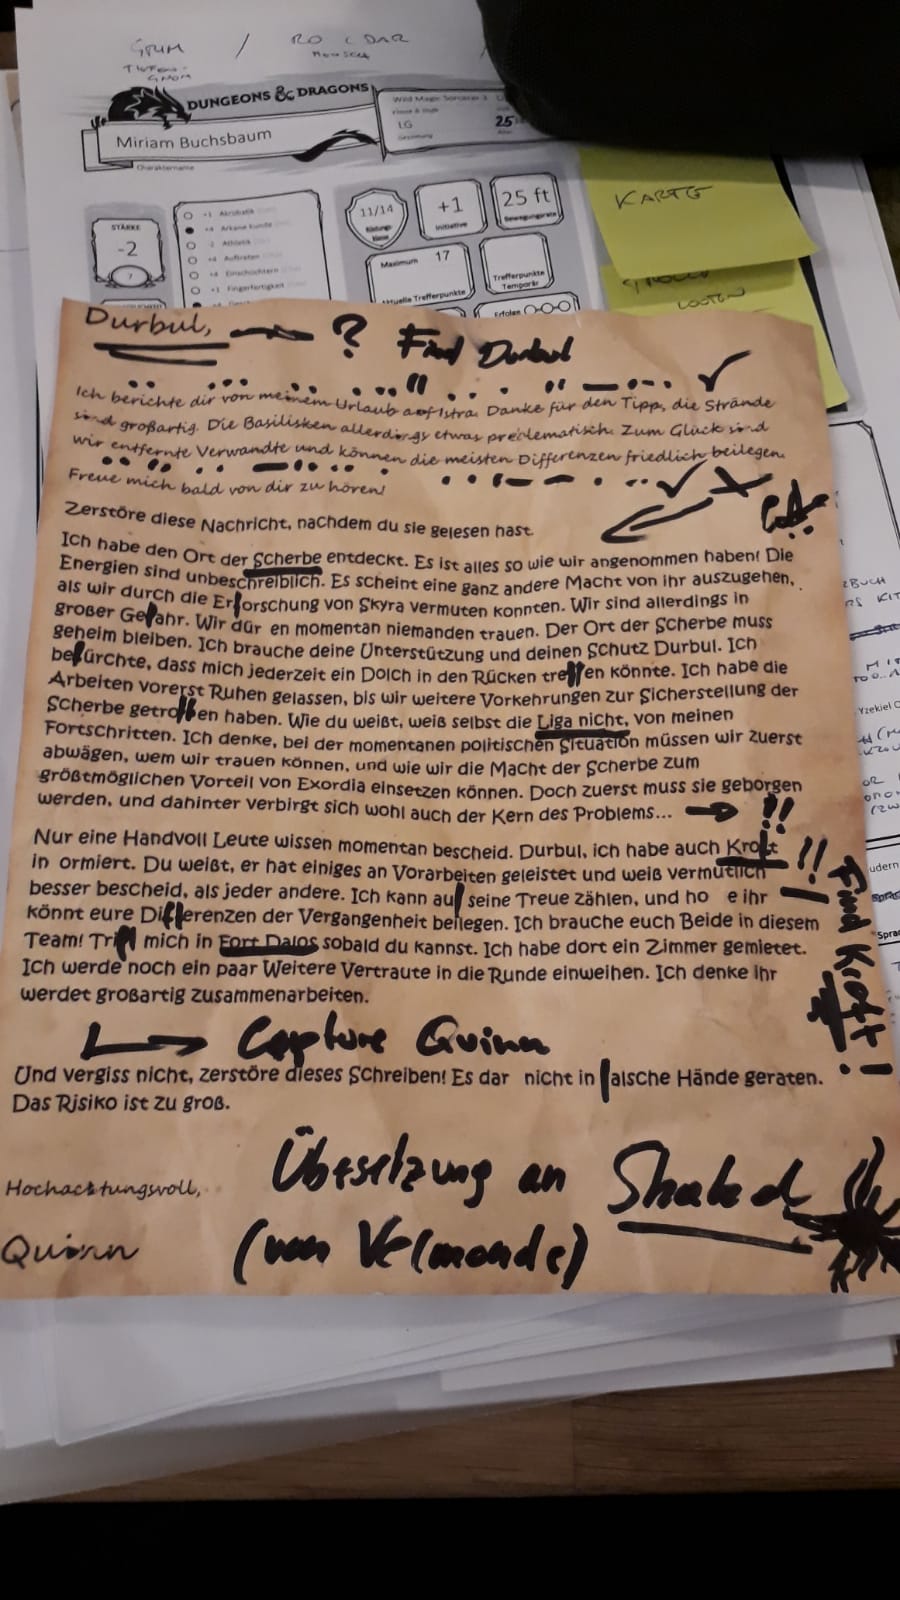 GRIM / ROLDAR
TIEFEN-
GNOM MENSCH
DUNGEONS & DRAGONS
Wild Magic Sorcerer 3
Miriam Buchsbaum
LG
25
Charaktername
KARTE
STÄRKE
-2
7
+1 Akrobatik
+4 Arkane Kunde
-2 Athletik
+4 Auftreten
+4 Einschüchtern
+1 Fingerfertigkeit
11/14
+1
Initiative
25 ft
Bewegungsrate
Maximum 17
Aktuelle Trefferpunkte
Trefferpunkte
Temporär
Erfolge
Durbul, ? Find Durbul
Ich berichte dir von meinem Urlaub auf Istra. Danke für den Tipp, die Strände
sind großartig. Die Basilisken allerdings etwas problematisch. Zum Glück sind
wir entfernte Verwandte und können die meisten Differenzen friedlich beilegen.
Freue mich bald von dir zu hören!
Zerstöre diese Nachricht, nachdem du sie gelesen hast
Ich habe den Ort der Scherbe entdeckt. Es ist alles so wie wir angenommen haben! Die
Energien sind unbeschreiblich. Es scheint eine ganz andere Macht von ihr auszugehen,
als wir durch die Erforschung von Skyra vermuten konnten. Wir sind allerdings in
großer Gefahr. Wir dür en momentan niemanden trauen. Der Ort der Scherbe muss
geheim bleiben. Ich brauche deine Unterstützung und deinen Schutz Durbul. Ich
befürchte, dass mich jederzeit ein Dolch in den Rücken treffen könnte. Ich habe die
Arbeiten vorerst Ruhen gelassen, bis wir weitere Vorkehrungen zur Sicherstellung der
Scherbe getroffen haben. Wie du weißt, weiß selbst die Liga nicht, von meinen
Fortschritten. Ich denke, bei der momentanen politischen Situation müssen wir zuerst
abwägen, wem wir trauen können, und wie wir die Macht der Scherbe zum
größtmöglichen Vorteil von Exordia einsetzen können. Doch zuerst muss sie geborgen
werden, und dahinter verbirgt sich wohl auch der Kern des Problems... !!
Nur eine Handvoll Leute wissen momentan bescheid. Durbul, ich habe auch Kroft !!
in ormiert. Du weißt, er hat einiges an Vorarbeiten geleistet und weiß vermutlich
besser bescheid, als jeder andere. Ich kann auf seine Treue zählen, und ho e ihr
könnt eure Differenzen der Vergangenheit beilegen. Ich brauche euch Beide in diesem
Team! Triff mich in Fort Dalos sobald du kannst. Ich habe dort ein Zimmer gemietet.
Ich werde noch ein paar Weitere Vertraute in die Runde einweihen. Ich denke ihr
werdet großartig zusammenarbeiten.
Find Kroft!!
Capture Quinn
Und vergiss nicht, zerstöre dieses Schreiben! Es dar nicht in falsche Hände geraten.
Das Risiko ist zu groß.
Übersetzung an Shabed
Hochachtungsvoll,
(von Velmonde)
Quinn